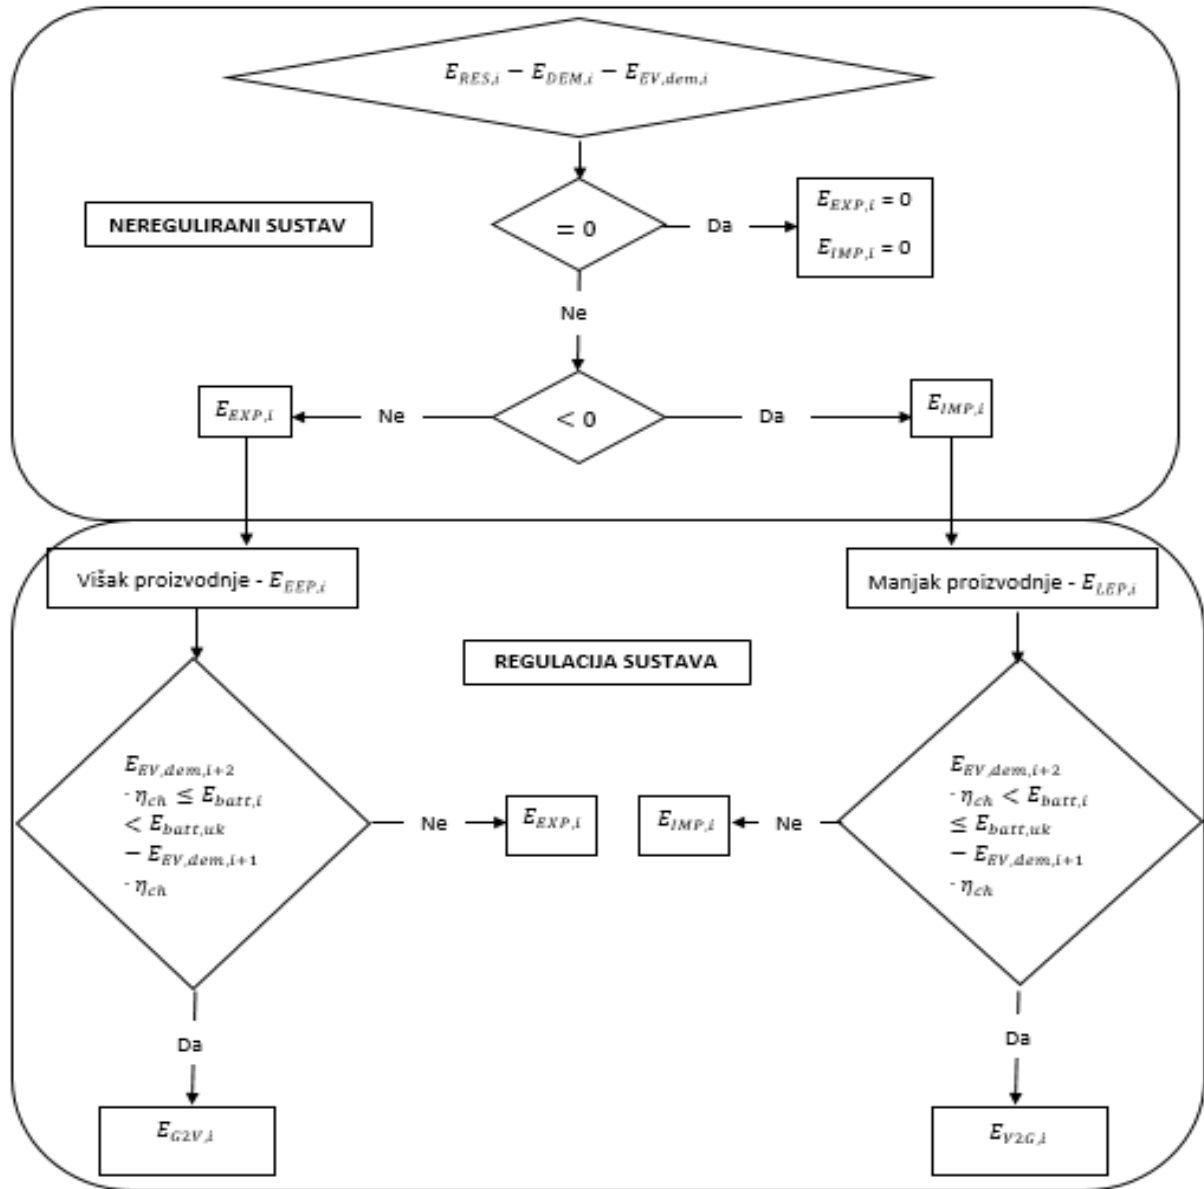 E_{RES,i} − E_{DEM,i} − E_{EV,dem,i}
NEREGULIRANI SUSTAV
= 0
Da
E_{EXP,i} = 0
E_{IMP,i} = 0
Ne
E_{EXP,i}
Ne
< 0
Da
E_{IMP,i}
Višak proizvodnje - E_{EEP,i}
Manjak proizvodnje - E_{LEP,i}
REGULACIJA SUSTAVA
E_{EV,dem,i+2}
· η_{ch} ≤ E_{batt,i}
< E_{batt,uk}
− E_{EV,dem,i+1}
· η_{ch}
Ne
E_{EXP,i}
E_{IMP,i}
Ne
E_{EV,dem,i+2}
· η_{ch} < E_{batt,i}
≤ E_{batt,uk}
− E_{EV,dem,i+1}
· η_{ch}
Da
Da
E_{G2V,i}
E_{V2G,i}